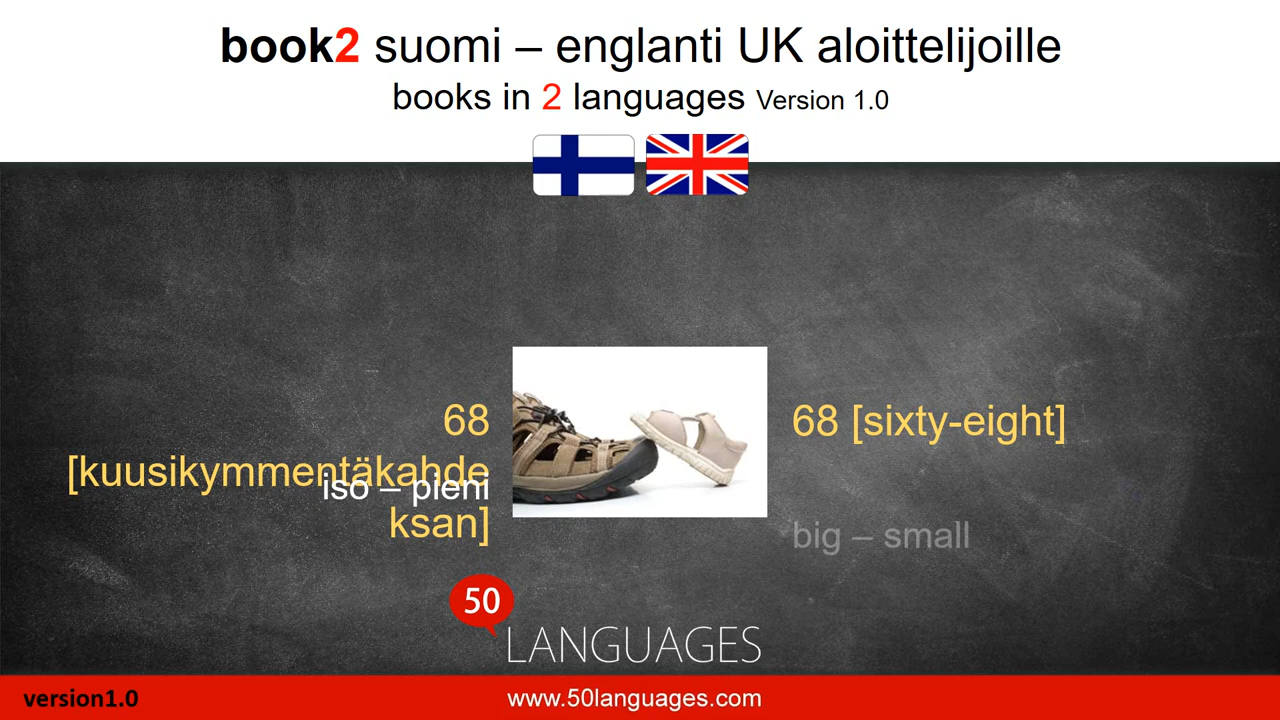 book2 suomi – englanti UK aloittelijoille
books in 2 languages Version 1.0
68
[kuusikymmentäkahde
ksan]
iso – pieni
68 [sixty-eight]
big – small
50
LANGUAGES
version1.0
www.50languages.com